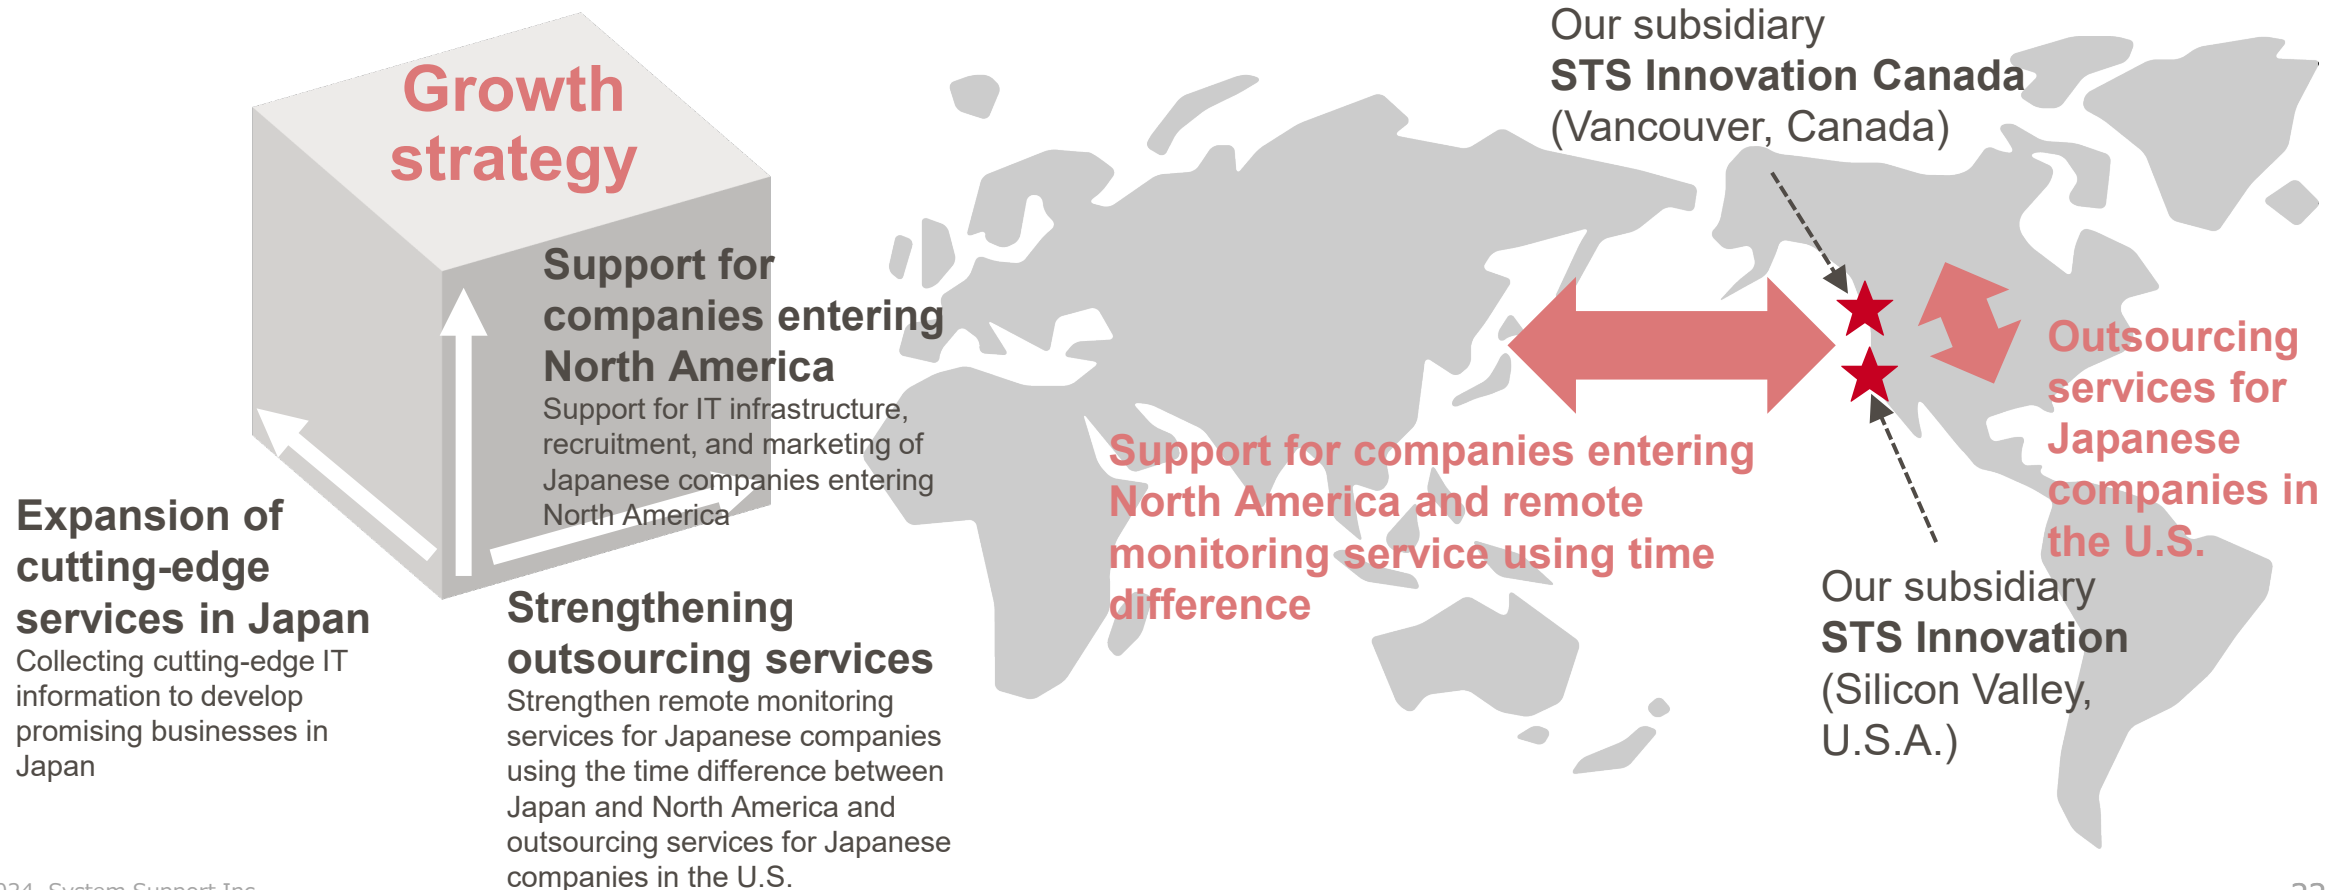 Growth
strategy
Support for
companies entering
North America
Support for IT infrastructure,
recruitment, and marketing of
Japanese companies entering
North America
Expansion of
cutting-edge
services in Japan
Collecting cutting-edge IT
information to develop
promising businesses in
Japan
Strengthening
outsourcing services
Strengthen remote monitoring
services for Japanese companies
using the time difference between
Japan and North America and
outsourcing services for Japanese
companies in the U.S.
Our subsidiary
STS Innovation Canada
(Vancouver, Canada)
Support for companies entering
North America and remote
monitoring service using time
difference
Outsourcing
services for
Japanese
companies in
the U.S.
Our subsidiary
STS Innovation
(Silicon Valley,
U.S.A.)
System Support Inc